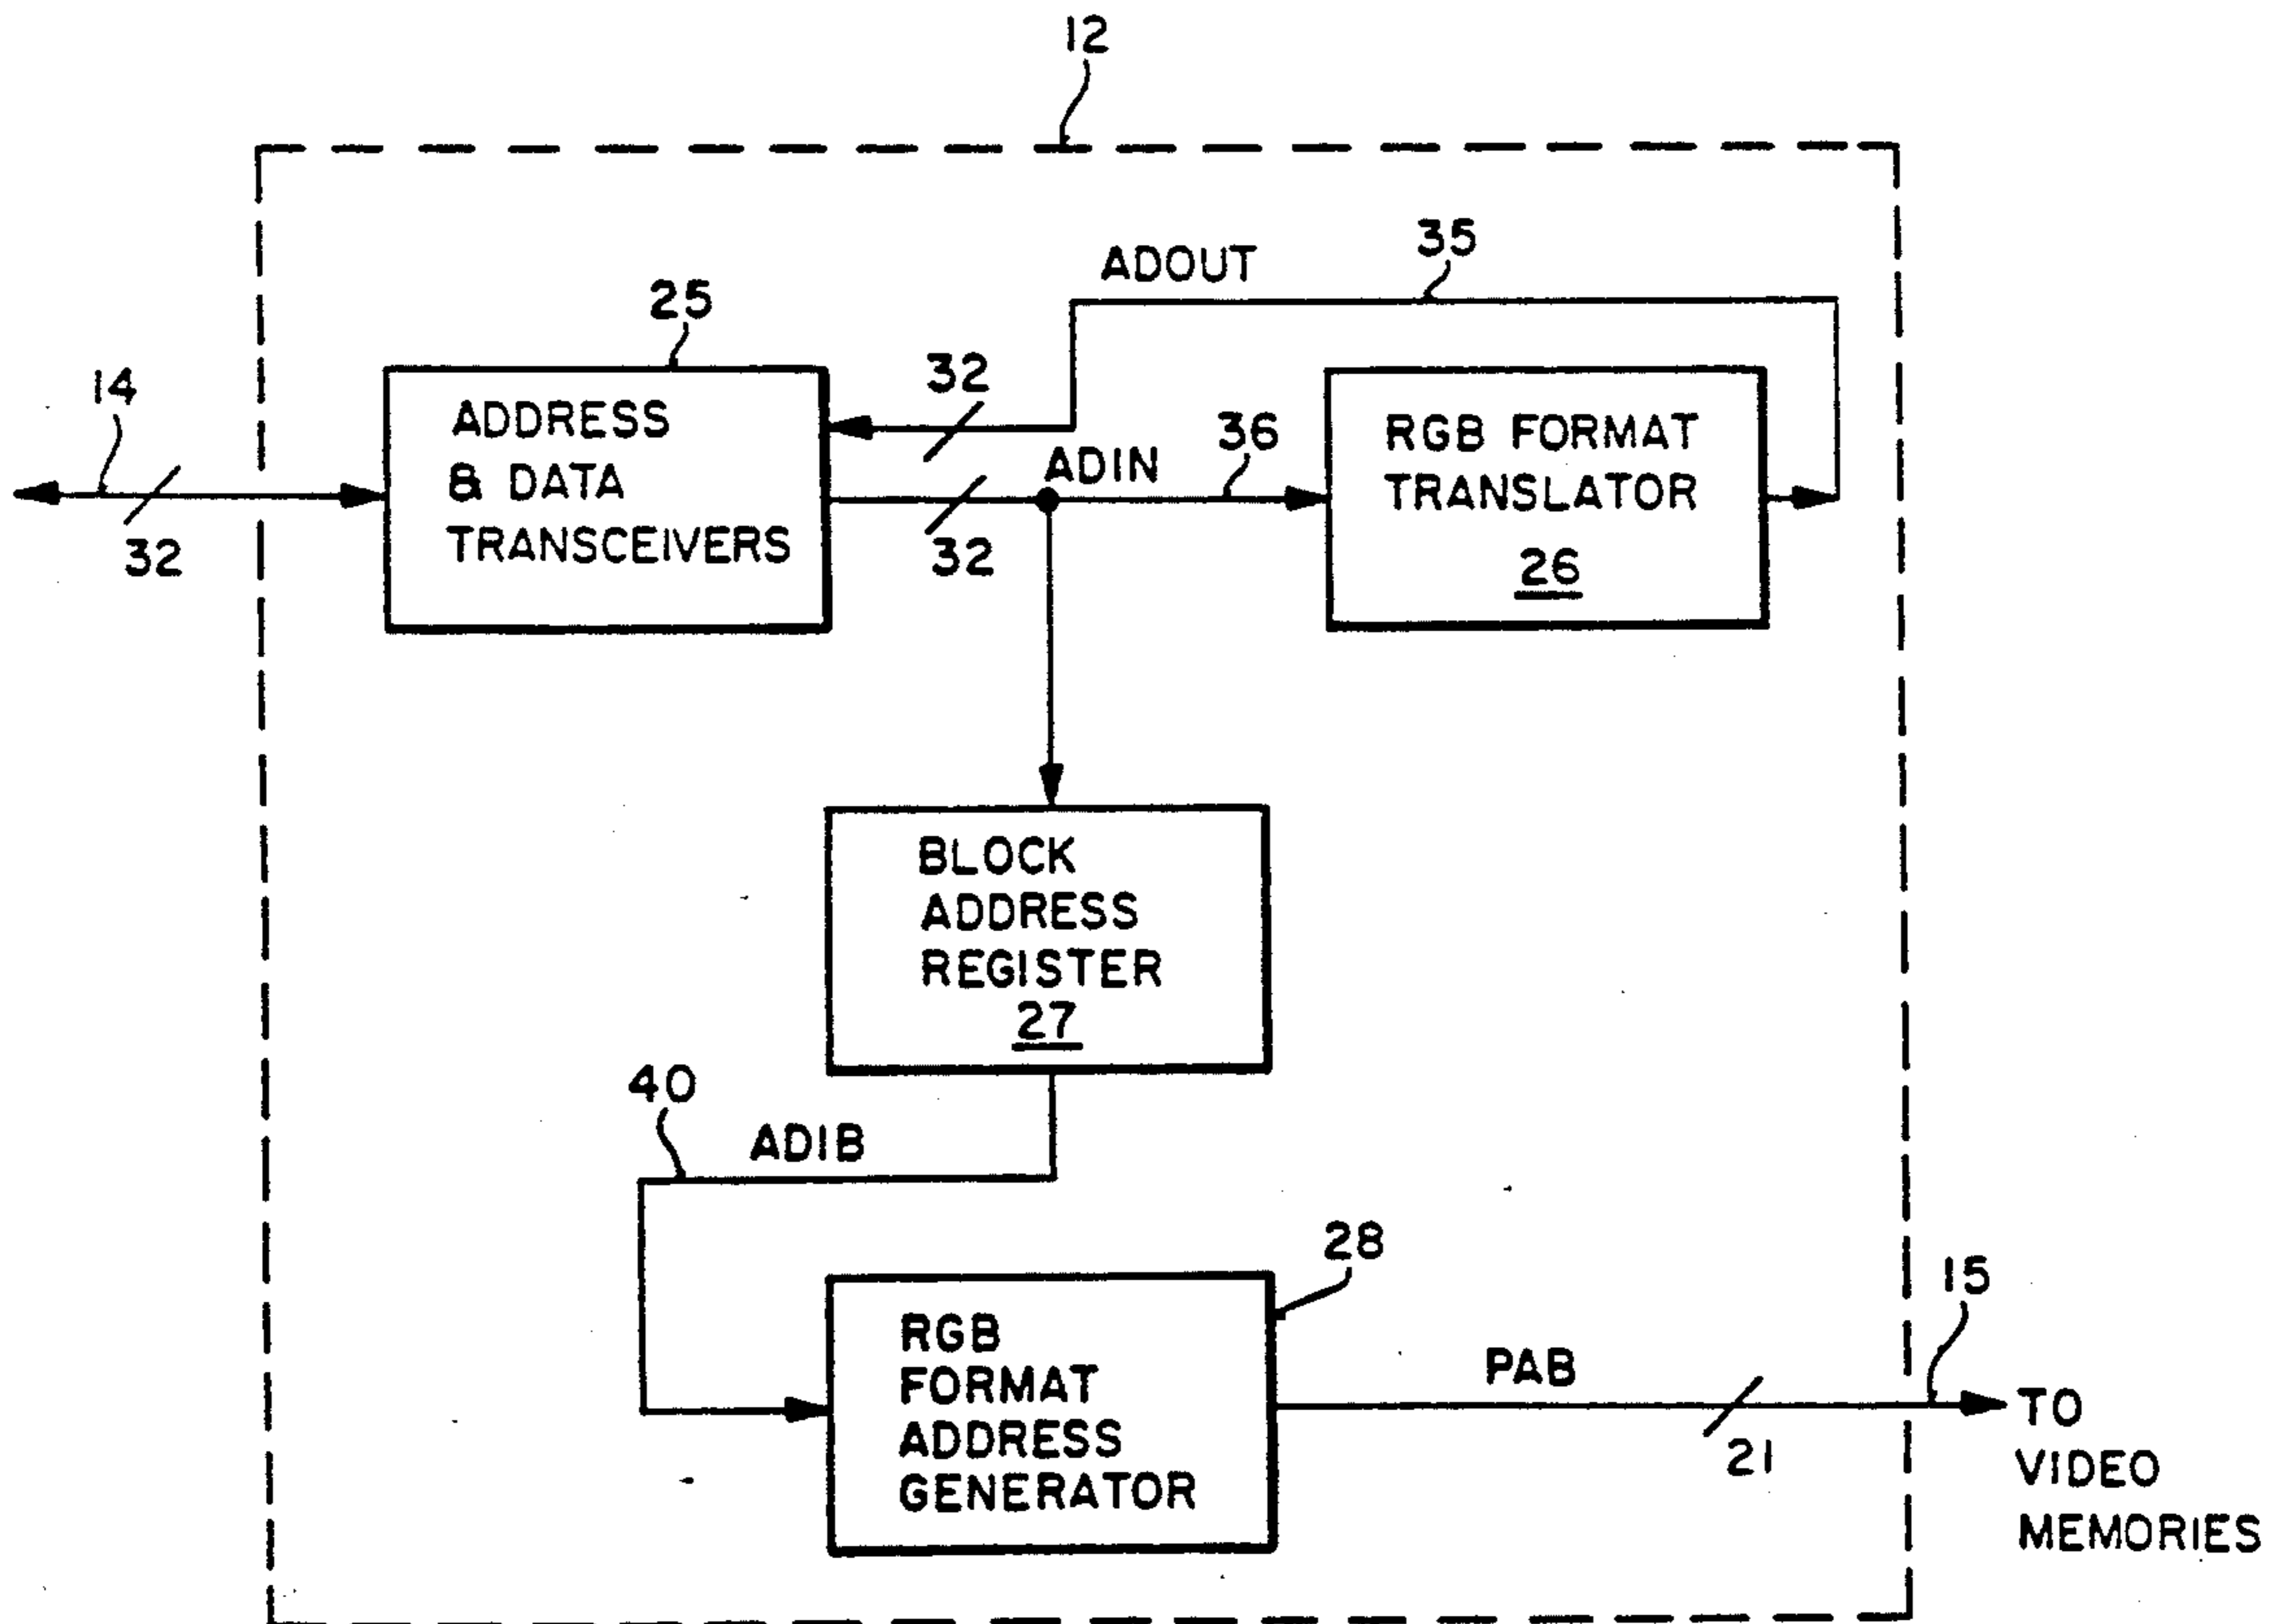 12
35
ADOUT
25
14
32
ADIN
36
ADDRESS
& DATA
TRANSCEIVERS
32
32
RGB FORMAT
TRANSLATOR
26
BLOCK
ADDRESS
REGISTER
27
40
ADIB
28
RGB
FORMAT
ADDRESS
GENERATOR
PAB
21
15
TO
VIDEO
MEMORIES